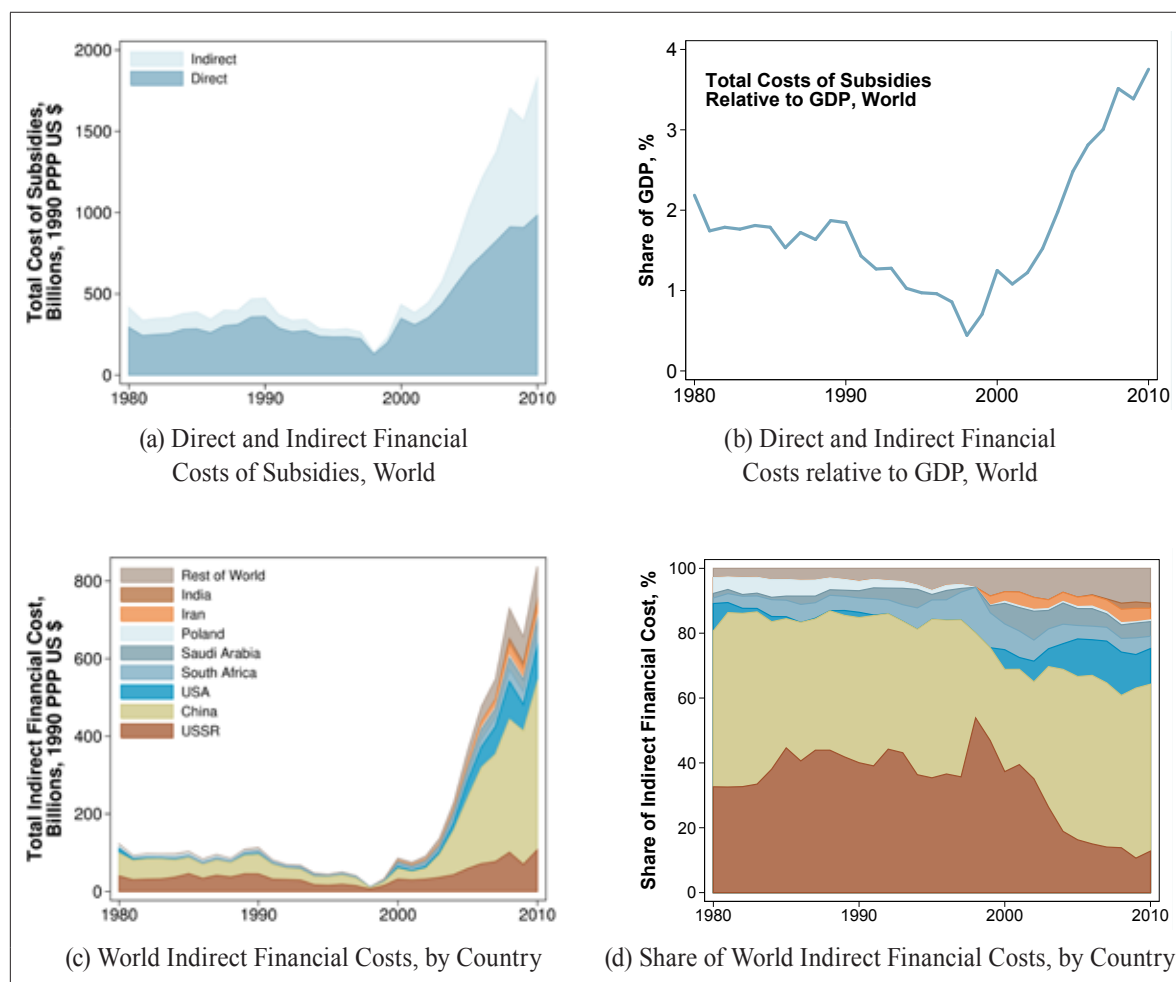 Total Cost of Subsidies,
Billions, 1990 PPP US $
2000
1500
1000
500
0
Indirect
Direct
1980
1990
2000
2010
(a) Direct and Indirect Financial
Costs of Subsidies, World
Share of GDP, %
4
3
2
1
0
Total Costs of Subsidies
Relative to GDP, World
1980
1990
2000
2010
(b) Direct and Indirect Financial
Costs relative to GDP, World
Total Indirect Financial Cost,
Billions, 1990 PPP US $
800
600
400
200
0
Rest of World
India
Iran
Poland
Saudi Arabia
South Africa
USA
China
USSR
1980
1990
2000
2010
(c) World Indirect Financial Costs, by Country
Share of Indirect Financial Cost, %
100
80
60
40
20
0
1980
1990
2000
2010
(d) Share of World Indirect Financial Costs, by Country